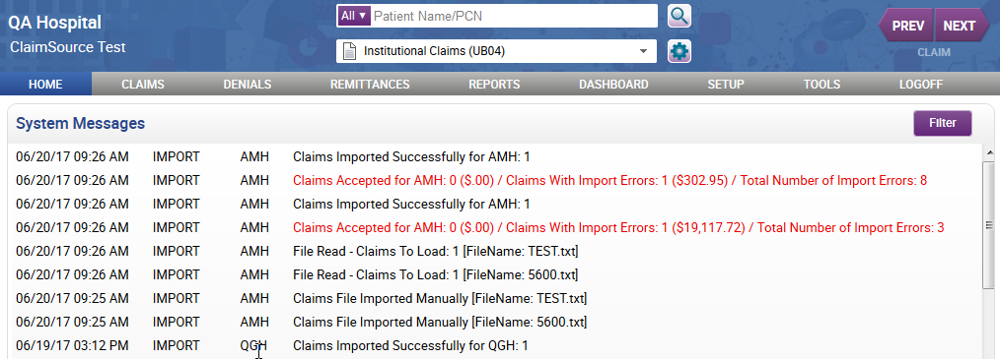 QA Hospital
ClaimSource Test
All ▼ Patient Name/PCN
Institutional Claims (UB04)
PREV NEXT
CLAIM
HOME CLAIMS DENIALS REMITTANCES REPORTS DASHBOARD SETUP TOOLS LOGOFF
System Messages Filter
06/20/17 09:26 AM IMPORT AMH Claims Imported Successfully for AMH: 1
06/20/17 09:26 AM IMPORT AMH Claims Accepted for AMH: 0 ($.00) / Claims With Import Errors: 1 ($302.95) / Total Number of Import Errors: 8
06/20/17 09:26 AM IMPORT AMH Claims Imported Successfully for AMH: 1
06/20/17 09:26 AM IMPORT AMH Claims Accepted for AMH: 0 ($.00) / Claims With Import Errors: 1 ($19,117.72) / Total Number of Import Errors: 3
06/20/17 09:26 AM IMPORT AMH File Read - Claims To Load: 1 [FileName: TEST.txt]
06/20/17 09:26 AM IMPORT AMH File Read - Claims To Load: 1 [FileName: 5600.txt]
06/20/17 09:25 AM IMPORT AMH Claims File Imported Manually [FileName: TEST.txt]
06/20/17 09:25 AM IMPORT AMH Claims File Imported Manually [FileName: 5600.txt]
06/19/17 03:12 PM IMPORT QGH Claims Imported Successfully for QGH: 1